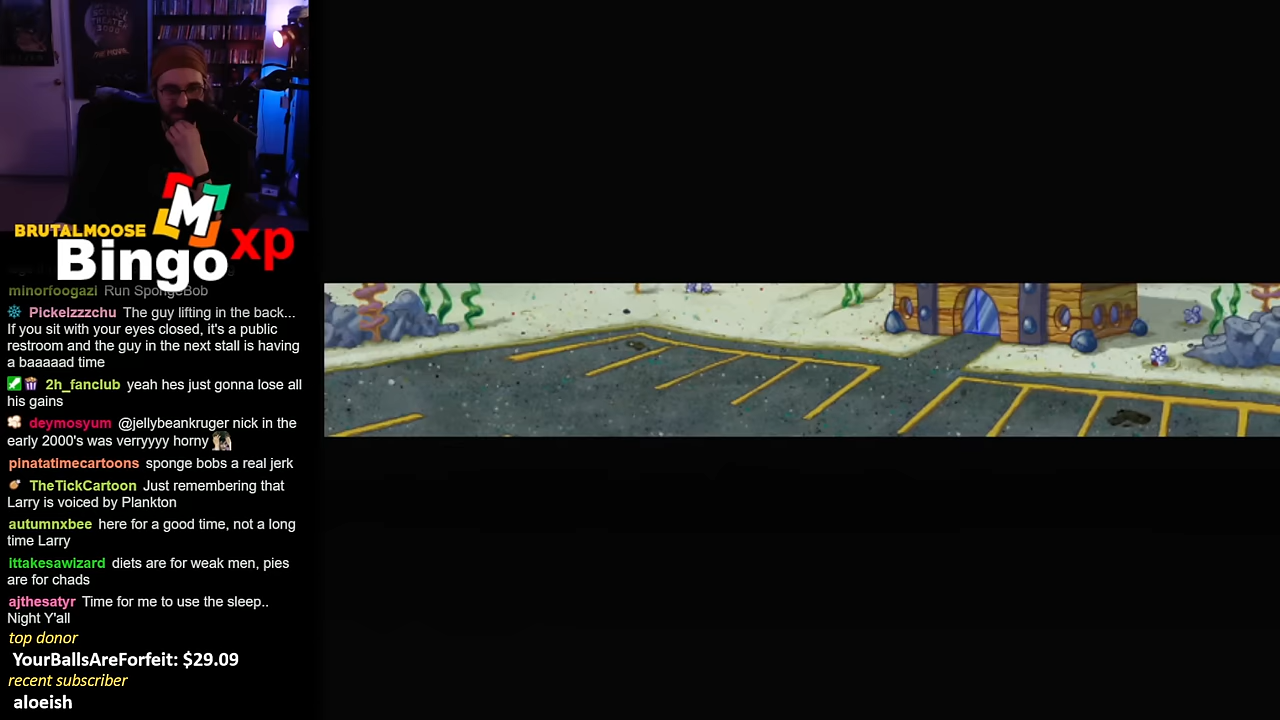 BRUTALMOOSE
M
Bingo
xp
minorfoogazi Run SpongeBob
Pickelzzzchu The guy lifting in the back...
If you sit with your eyes closed, it's a public
restroom and the guy in the next stall is having
a baaaaad time
2h_fanclub yeah hes just gonna lose all
his gains
deymosyum @jellybeankruger nick in the
early 2000's was verryyyy horny
pinatatimecartoons sponge bobs a real jerk
TheTickCartoon Just remembering that
Larry is voiced by Plankton
autumnxbee here for a good time, not a long
time Larry
ittakesawizard diets are for weak men, pies
are for chads
ajthesatyr Time for me to use the sleep..
Night Y'all
top donor
YourBallsAreForfeit: $29.09
recent subscriber
aloeish